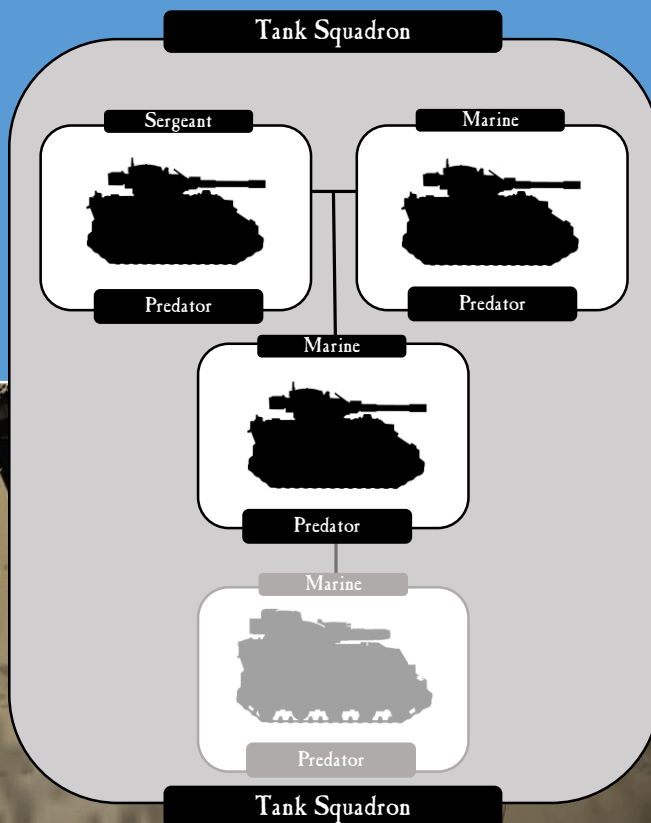 Tank Squadron
Sergeant
Marine
Predator
Predator
Marine
Predator
Marine
Predator
Tank Squadron